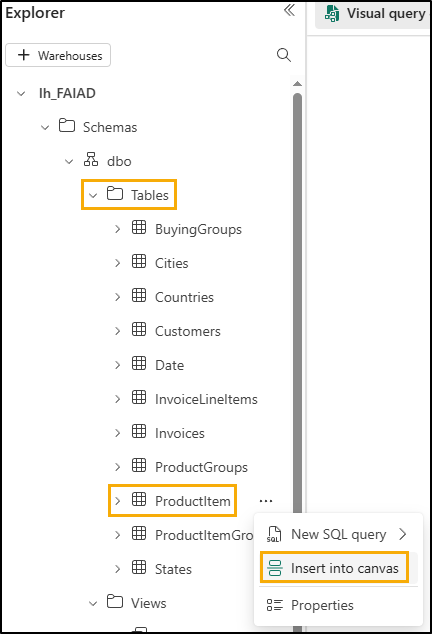 Explorer
Visual query
+ Warehouses
lh_FAIAD
Schemas
dbo
Tables
BuyingGroups
Cities
Countries
Customers
Date
InvoiceLineItems
Invoices
ProductGroups
ProductItem ...
ProductItemGro
New SQL query
Insert into canvas
States
Properties
Views